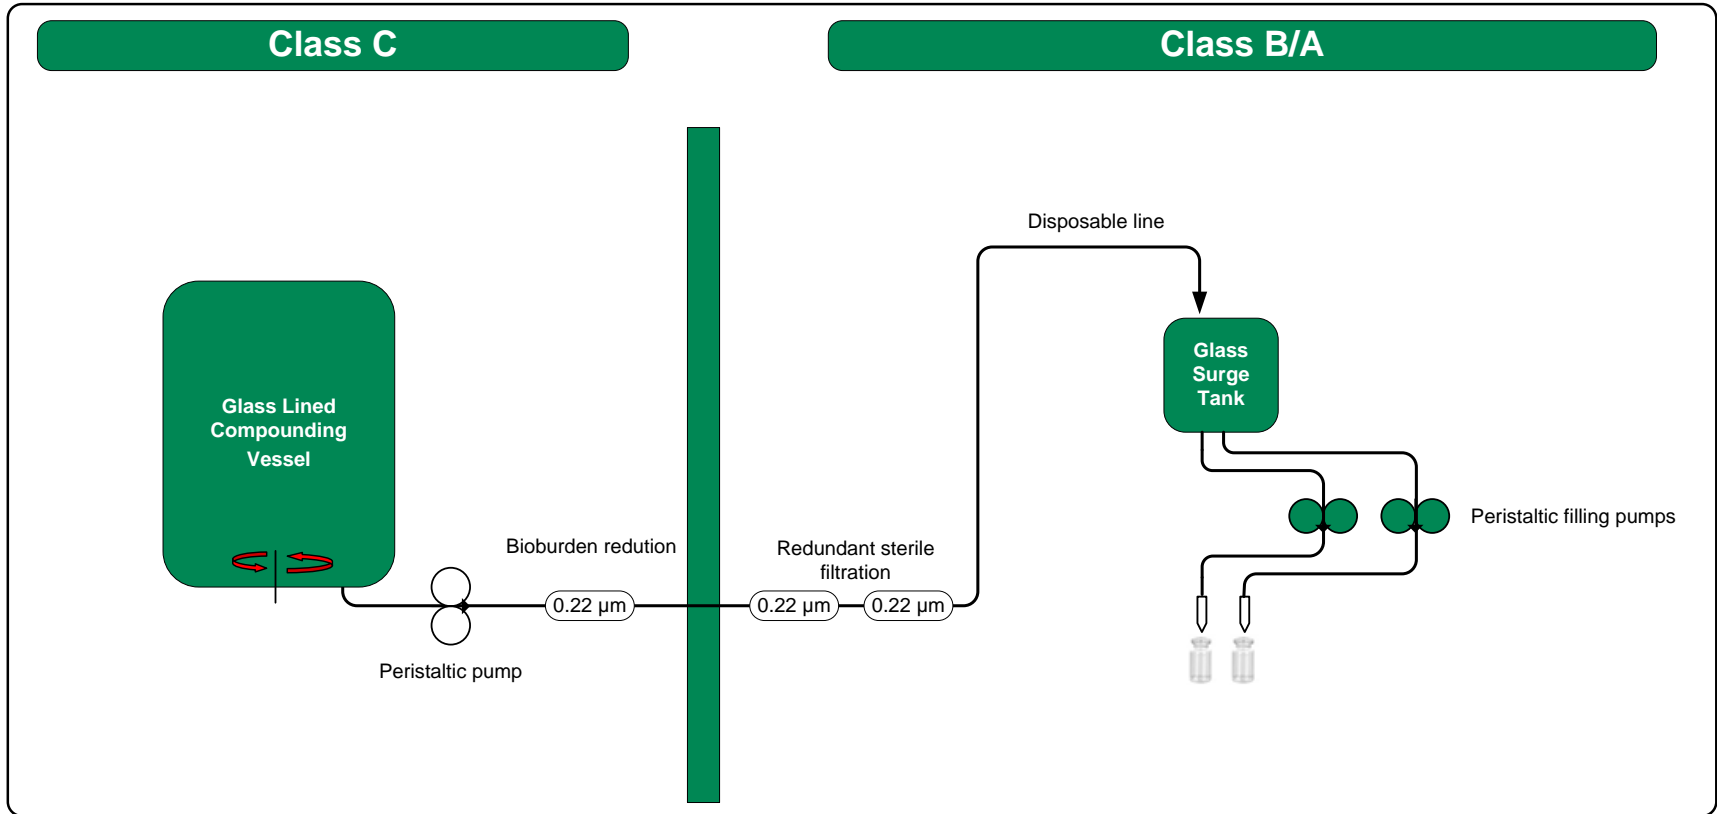 Class C
Class B/A
Disposable line
Glass
Surge
Tank
Glass Lined
Compounding
Vessel
Peristaltic filling pumps
Bioburden redution
Redundant sterile
filtration
0.22 µm
0.22 µm
0.22 µm
Peristaltic pump